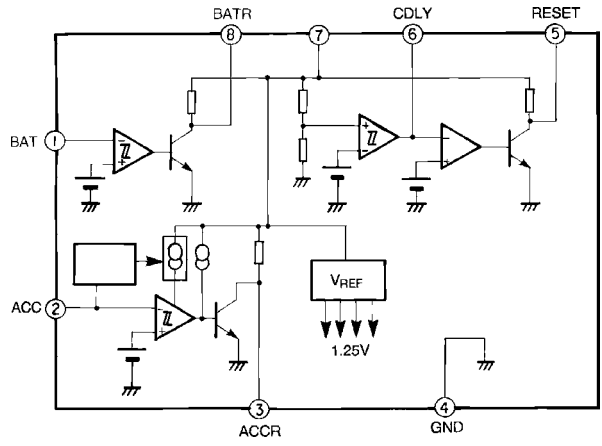 BATR
CDLY
RESET
8
7
6
5
BAT
1
-
+
+
-
-
+
ACC
2
-
+
VREF
1.25V
3
4
ACCR
GND